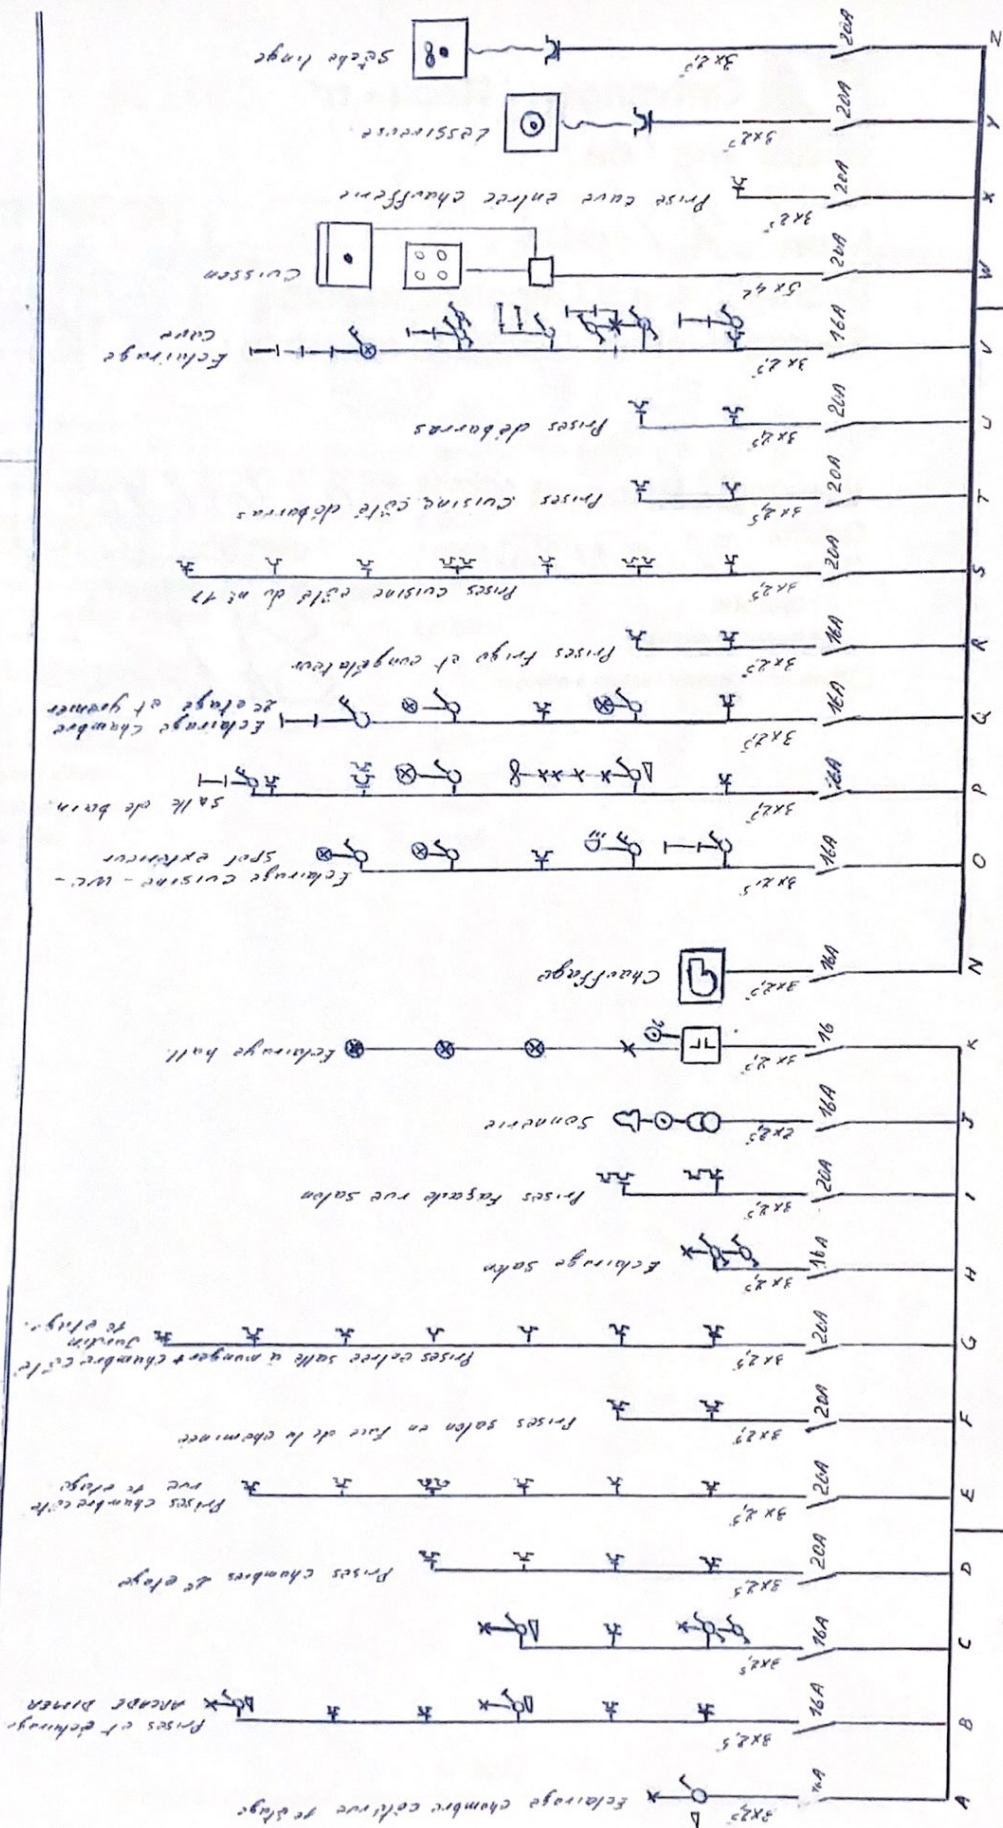 A
16A
3x2,5
Eclairage chambre côté rue 1e étage
B
16A
3x2,5
Prises et éclairage
ARCADE DIMER
C
16A
3x2,5
D
20A
3x2,5
Prises chambres 2e étage
E
20A
3x2,5
Prises chambre côté
rue 1e étage
F
20A
3x2,5
Prises salon en face de la cheminée
G
20A
3x2,5
Prises entrée salle à manger + chambre côté
Jardin
1e étage
H
16A
3x2,5
Eclairage salon
I
20A
3x2,5
Prises façade rue salon
J
16A
2x2,5
Sonnerie
K
16
3x2,5
Eclairage hall
N
16A
3x2,5
Chauffage
O
16A
3x2,5
Eclairage cuisine - WC -
spot extérieur
P
16A
3x2,5
Salle de bain
Q
16A
3x2,5
Eclairage chambre
2e étage et grenier
R
16A
3x2,5
Prises Frigo et congélateur
S
20A
3x2,5
Prises cuisine côté du n° 17
T
20A
3x2,5
Prises cuisine côté débarras
U
20A
3x2,5
Prises débarras
V
16A
3x2,5
Eclairage
cave
W
20A
5x4
Cuisson
X
20A
3x2,5
Prise cave entrée chaufferie
Y
20A
3x2,5
Lessiveuse
Z
20A
3x2,5
Sèche linge